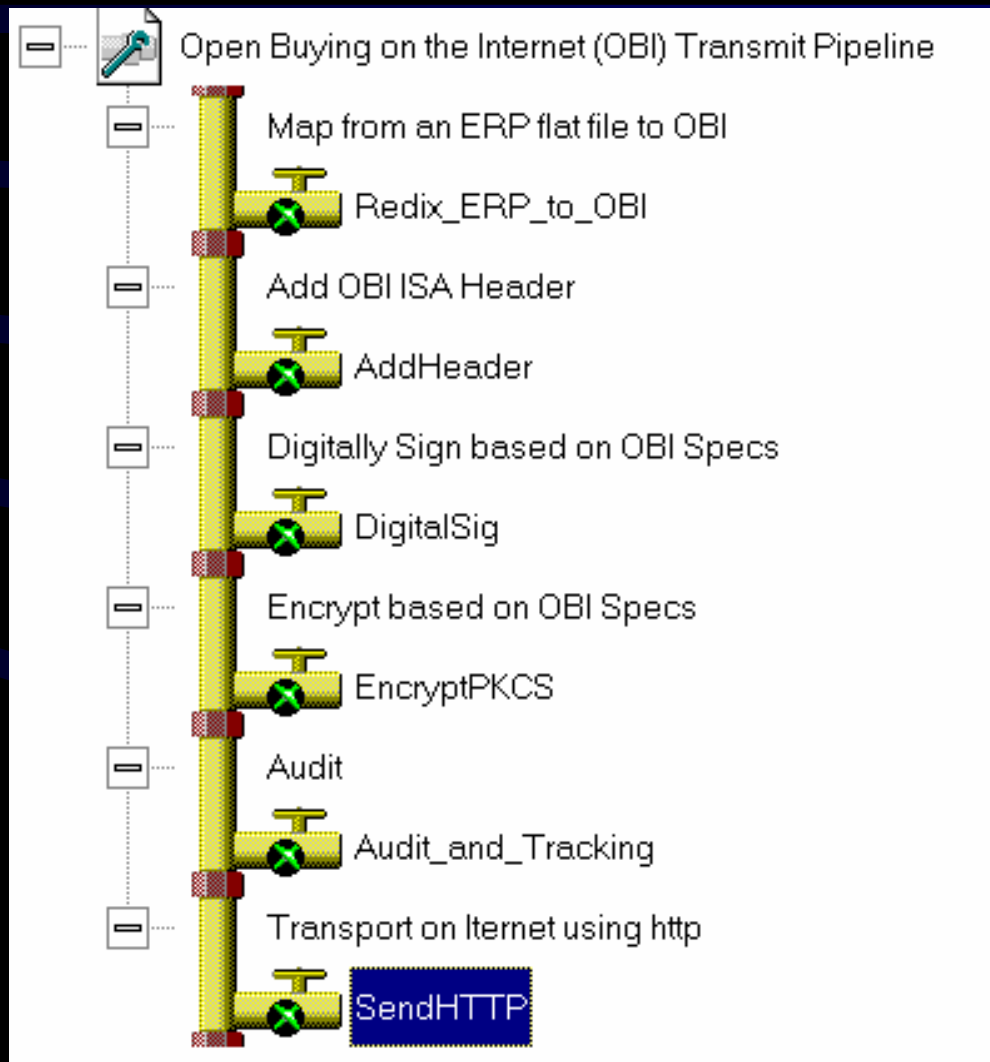 Open Buying on the Internet (OBI) Transmit Pipeline
Map from an ERP flat file to OBI
Redix_ERP_to_OBI
Add OBI ISA Header
AddHeader
Digitally Sign based on OBI Specs
DigitalSig
Encrypt based on OBI Specs
EncryptPKCS
Audit
Audit_and_Tracking
Transport on Iternet using http
SendHTTP